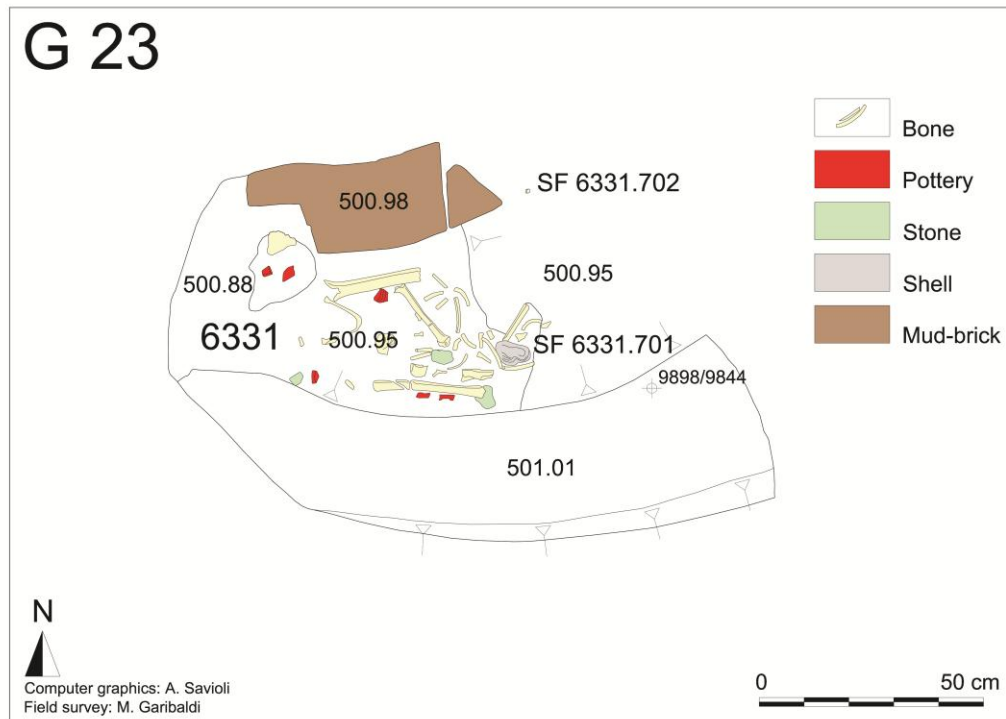 G 23
Bone
Pottery
Stone
Shell
Mud-brick
500.98
SF 6331.702
500.88
500.95
6331
500.95
SF 6331.701
9898/9844
501.01
N
Computer graphics: A. Savioli
Field survey: M. Garibaldi
0 50 cm